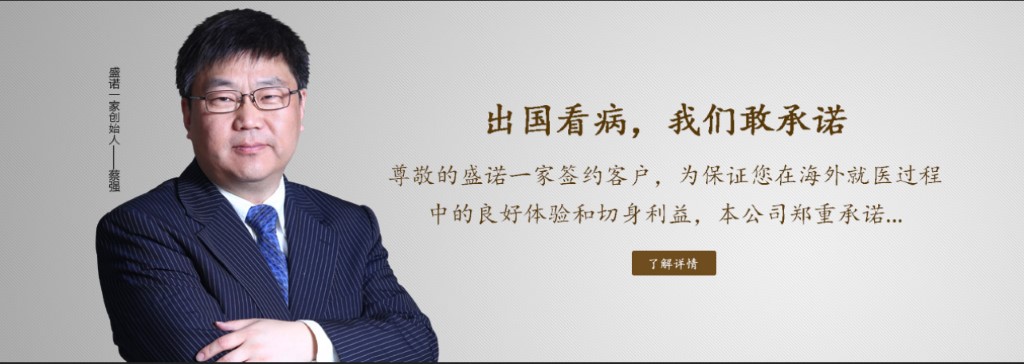 盛诺一家创始人——蔡强
出国看病，我们敢承诺
尊敬的盛诺一家签约客户，为保证您在海外就医过程
中的良好体验和切身利益，本公司郑重承诺...
了解详情